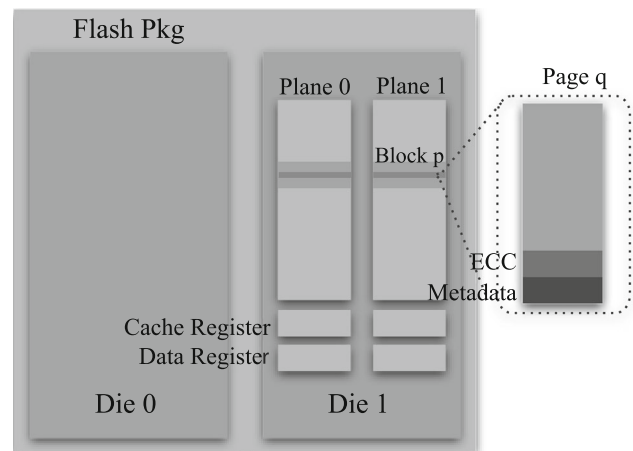 Flash Pkg
Plane 0 Plane 1
Page q
Block p
ECC
Metadata
Cache Register
Data Register
Die 0
Die 1